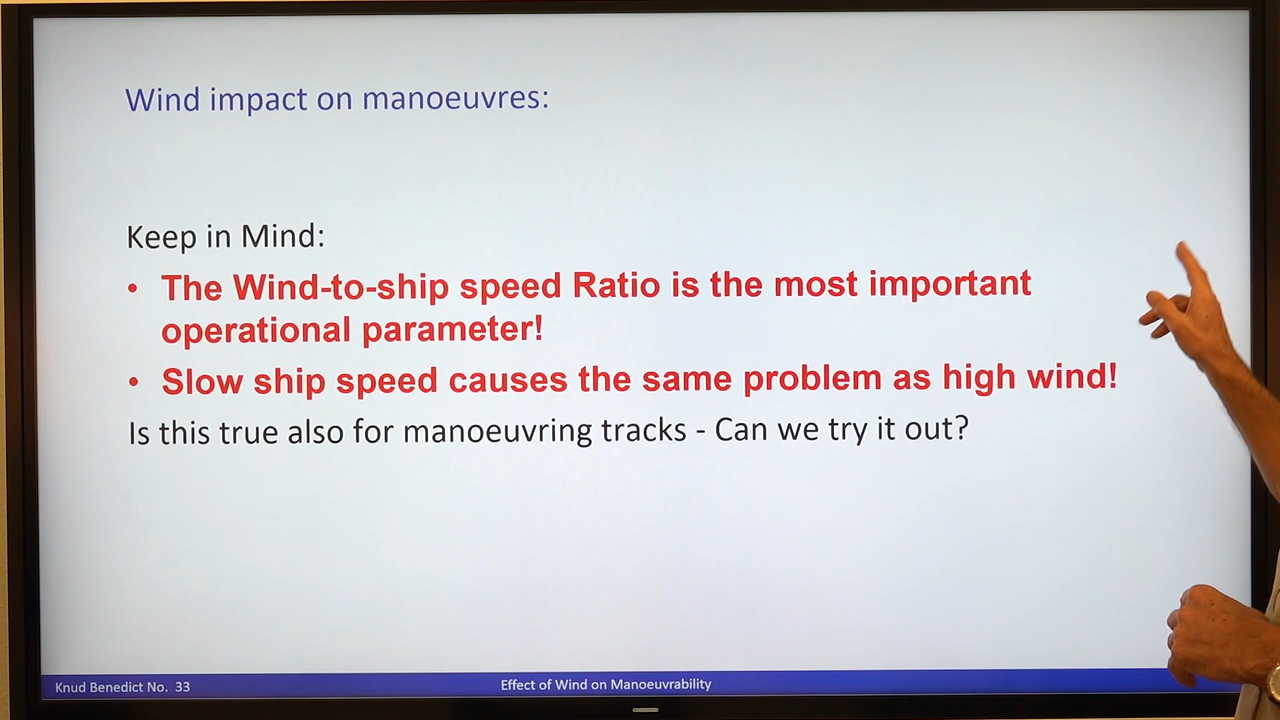 Wind impact on manoeuvres:
Keep in Mind:
• The Wind-to-ship speed Ratio is the most important
operational parameter!
• Slow ship speed causes the same problem as high wind!
Is this true also for manoeuvring tracks - Can we try it out?
Knud Benedict No. 33
Effect of Wind on Manoeuvrability